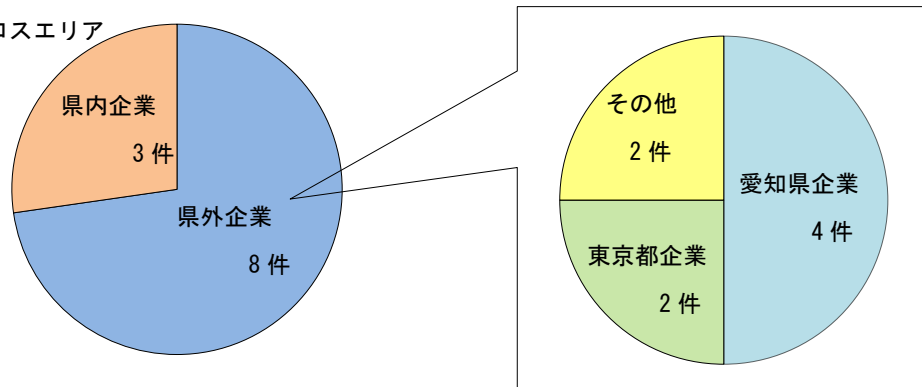 ロスエリア
県内企業
3 件
県外企業
8 件
その他
2 件
愛知県企業
4 件
東京都企業
2 件